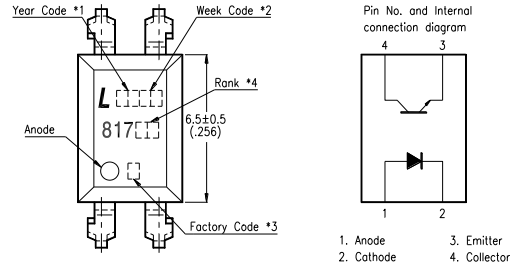 Year Code *1
Week Code *2
L
Rank *4
817
6.5±0.5
(.256)
Anode
Factory Code *3
Pin No. and Internal
connection diagram
4 3
1 2
1. Anode 3. Emitter
2. Cathode 4. Collector